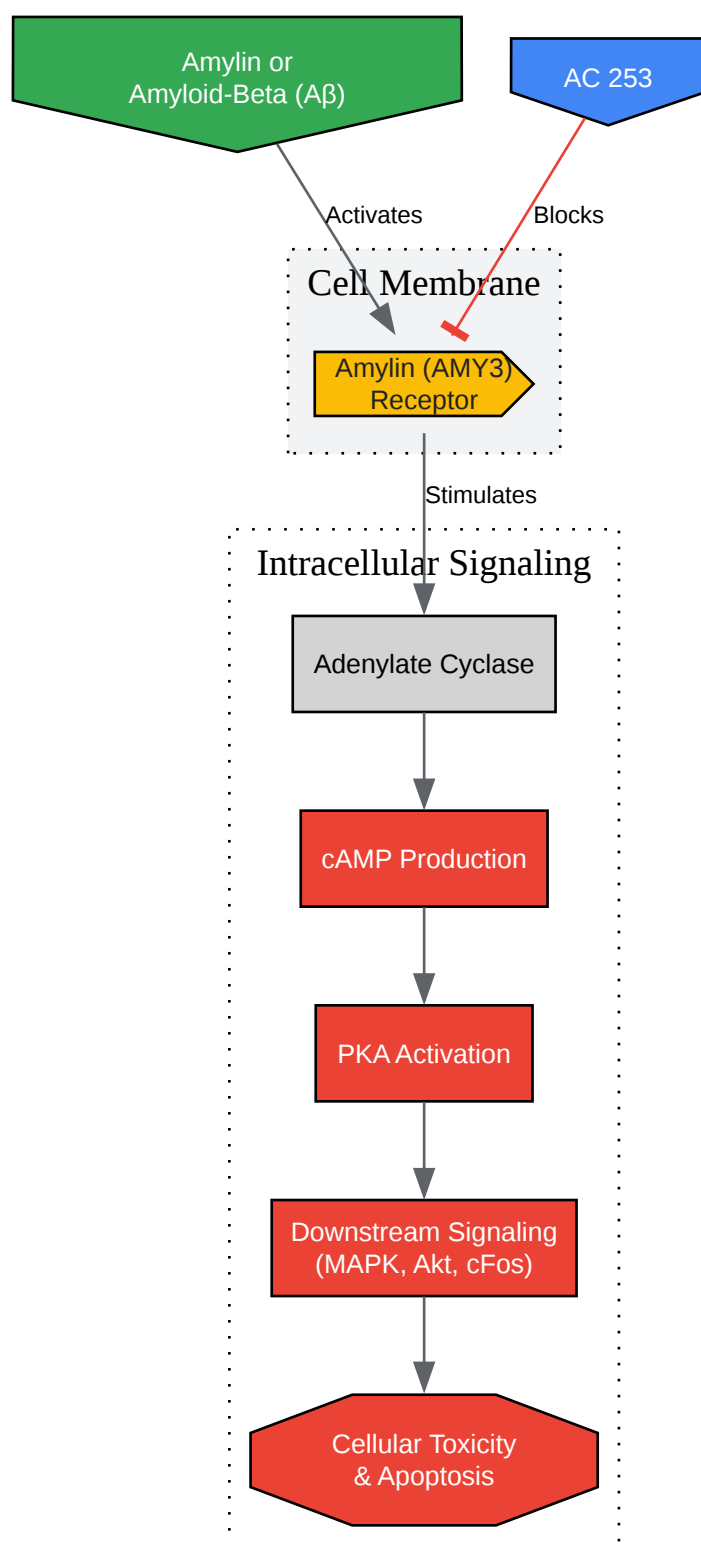 Amylin or
Amyloid-Beta (Aβ)
AC 253
Activates
Blocks
Cell Membrane
Amylin (AMY3)
Receptor
Stimulates
Intracellular Signaling
Adenylate Cyclase
cAMP Production
PKA Activation
Downstream Signaling
(MAPK, Akt, cFos)
Cellular Toxicity
& Apoptosis